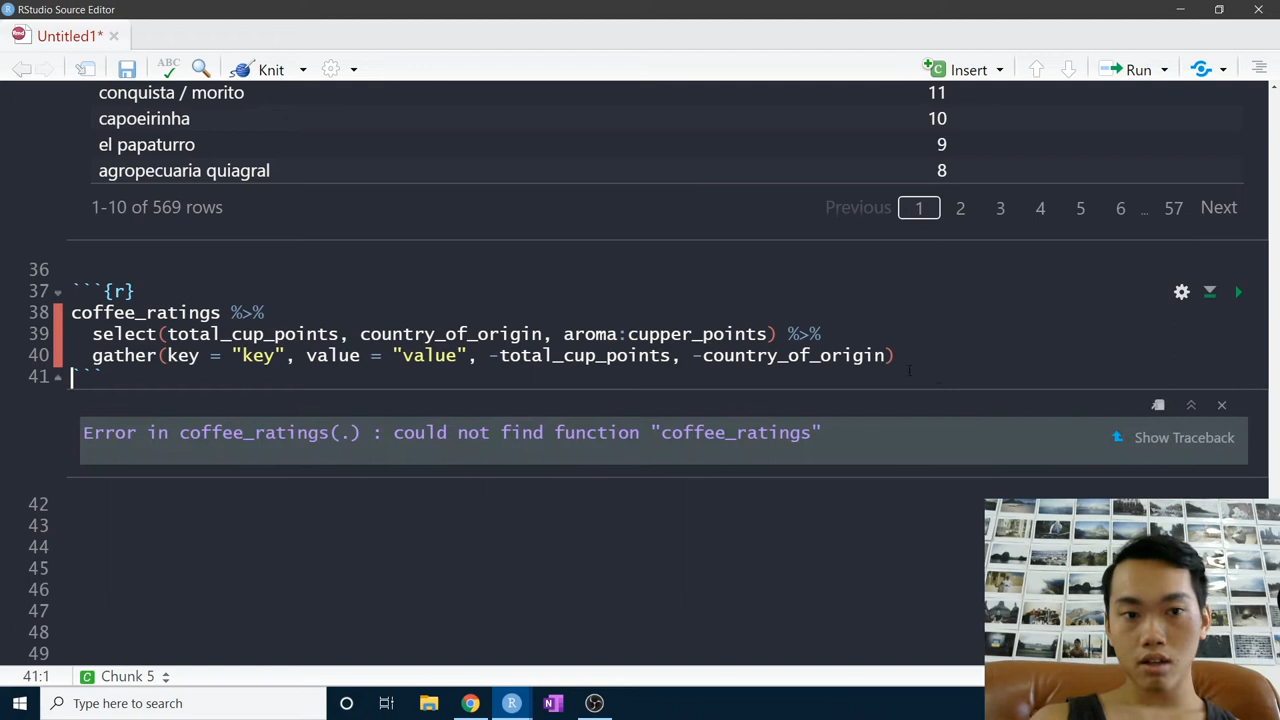 RStudio Source Editor
Untitled1*
ABC
Knit
Insert
Run
conquista / morito 11
capoeirinha 10
el papaturro 9
agropecuaria quiagral 8
1-10 of 569 rows
Previous 1 2 3 4 5 6 ... 57 Next
36
37 ```{r}
38 coffee_ratings %>%
39 select(total_cup_points, country_of_origin, aroma:cupper_points) %>%
40 gather(key = "key", value = "value", -total_cup_points, -country_of_origin)
41 ```
Error in coffee_ratings(.) : could not find function "coffee_ratings"
Show Traceback
42
43
44
45
46
47
48
49
41:1 C Chunk 5
Type here to search